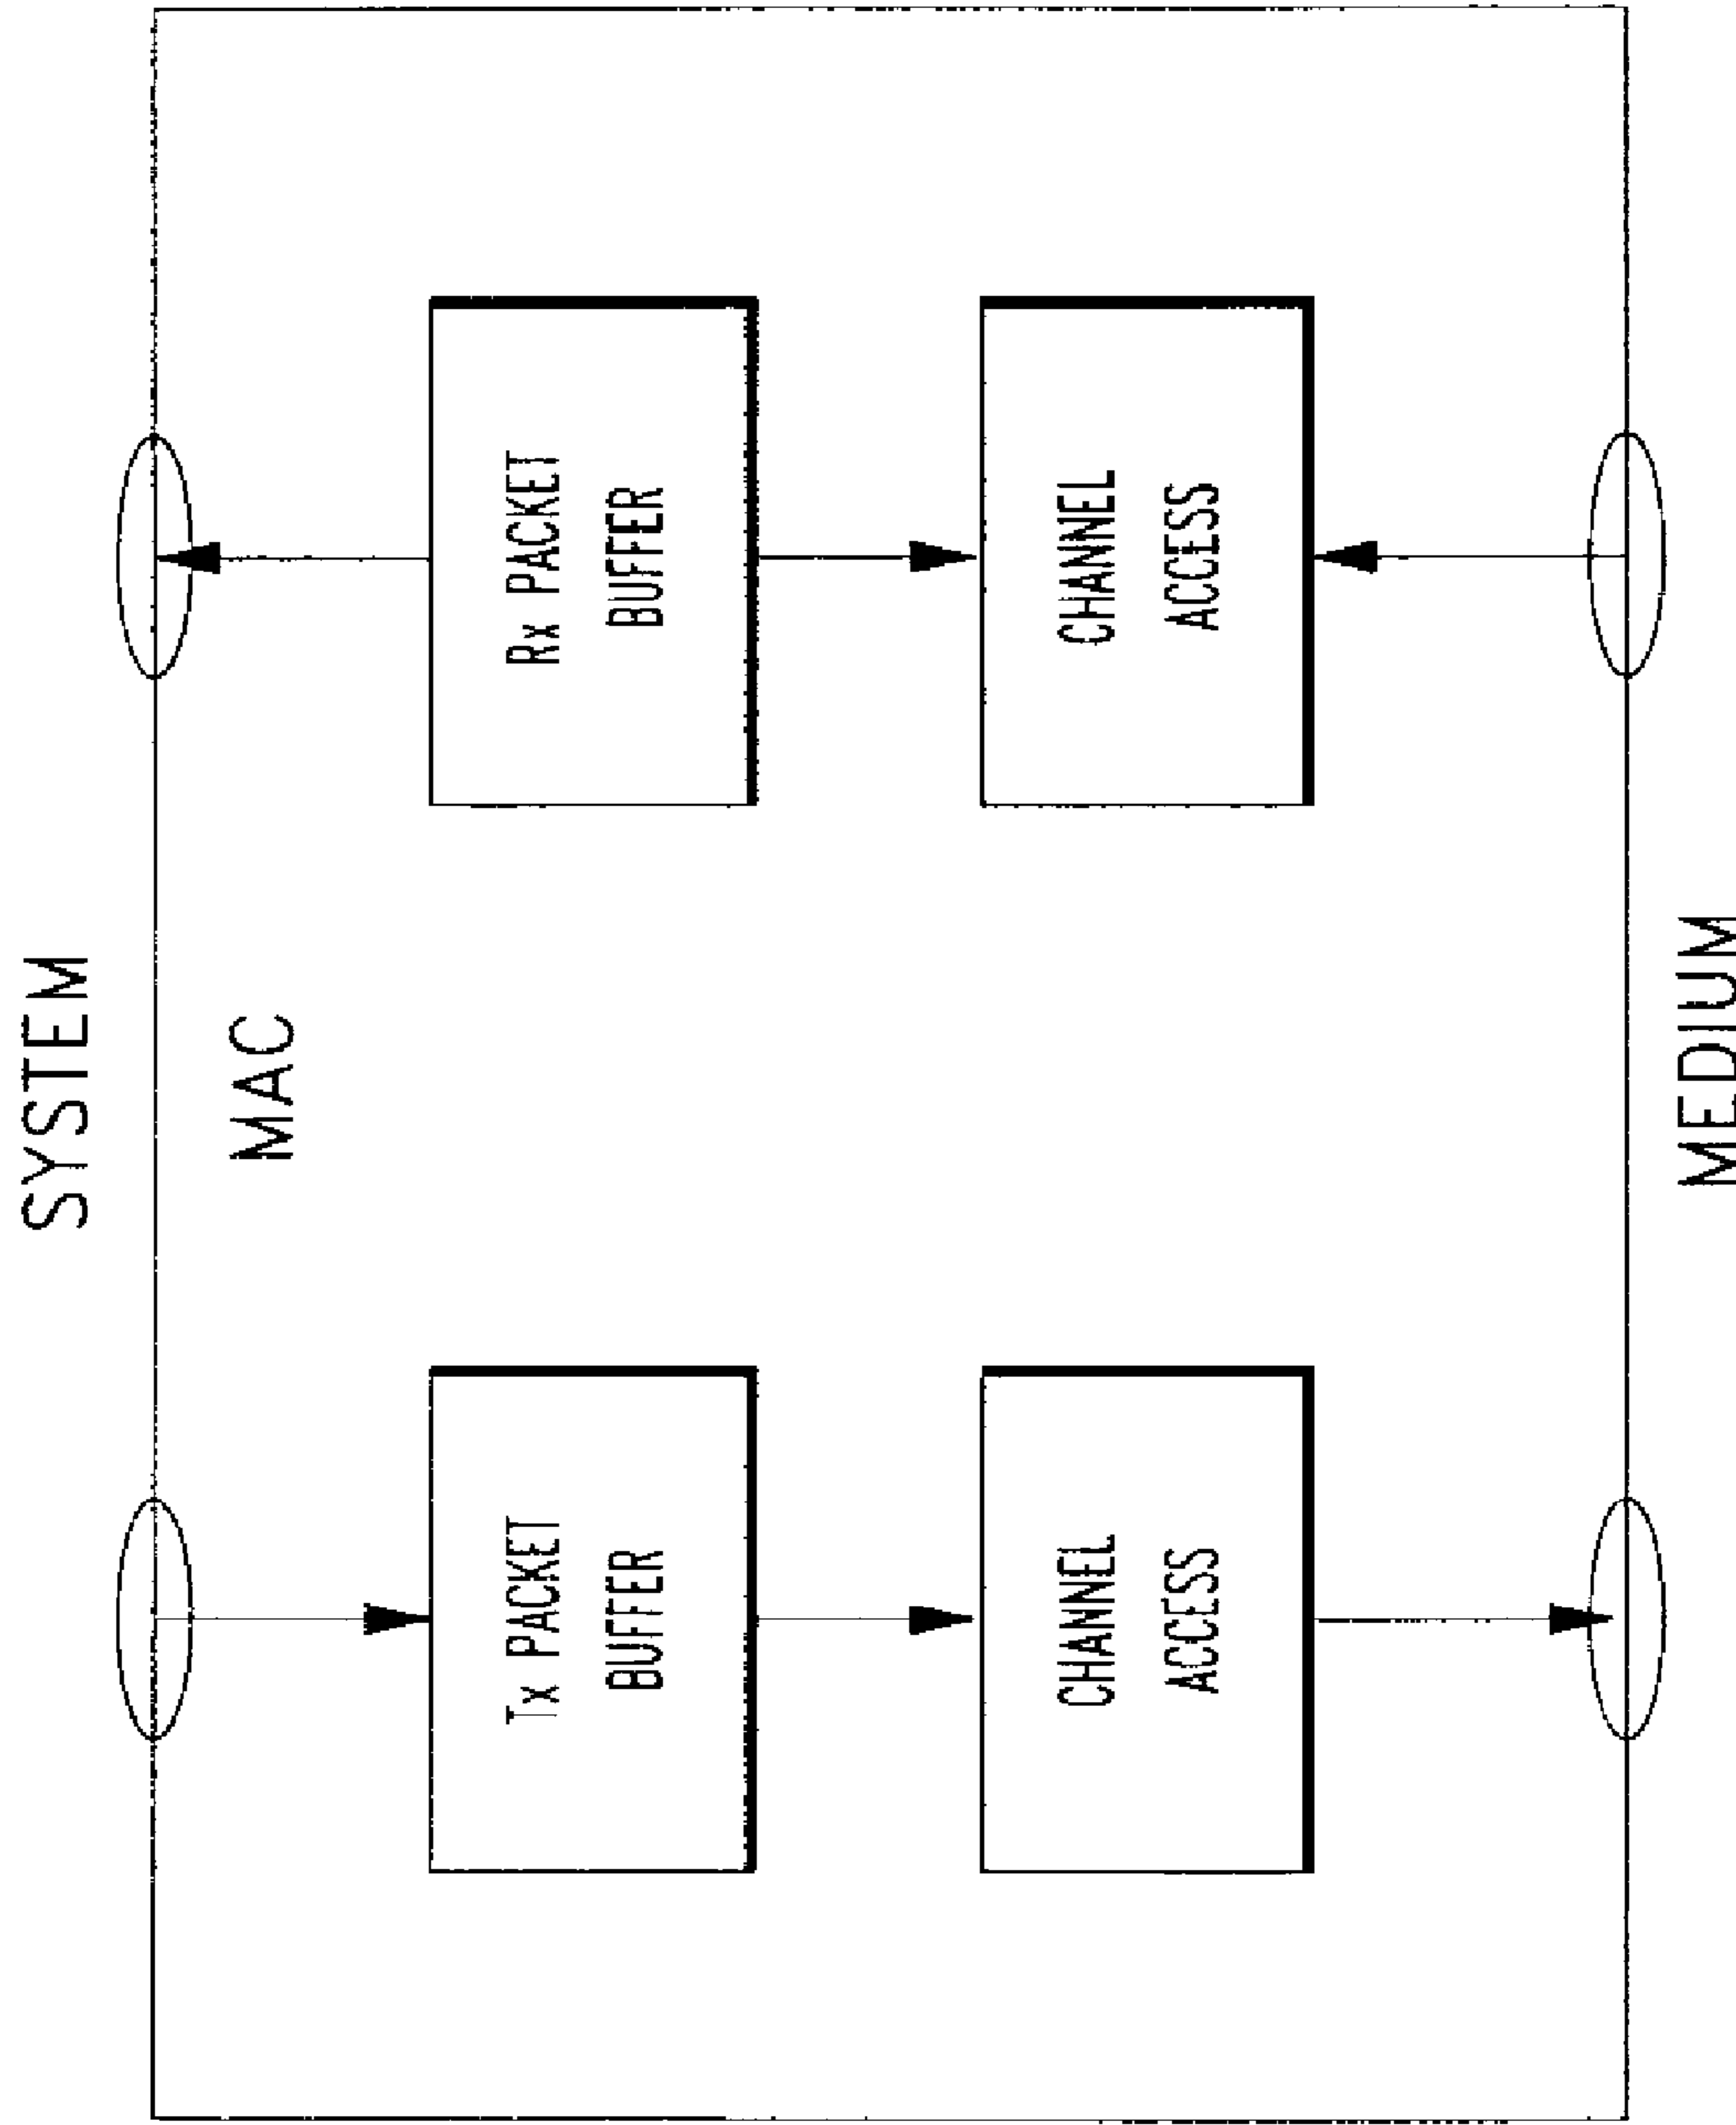 SYSTEM
MAC
Tx PACKET
BUFFER
Rx PACKET
BUFFER
CHANNEL
ACCESS
CHANNEL
ACCESS
MEDIUM